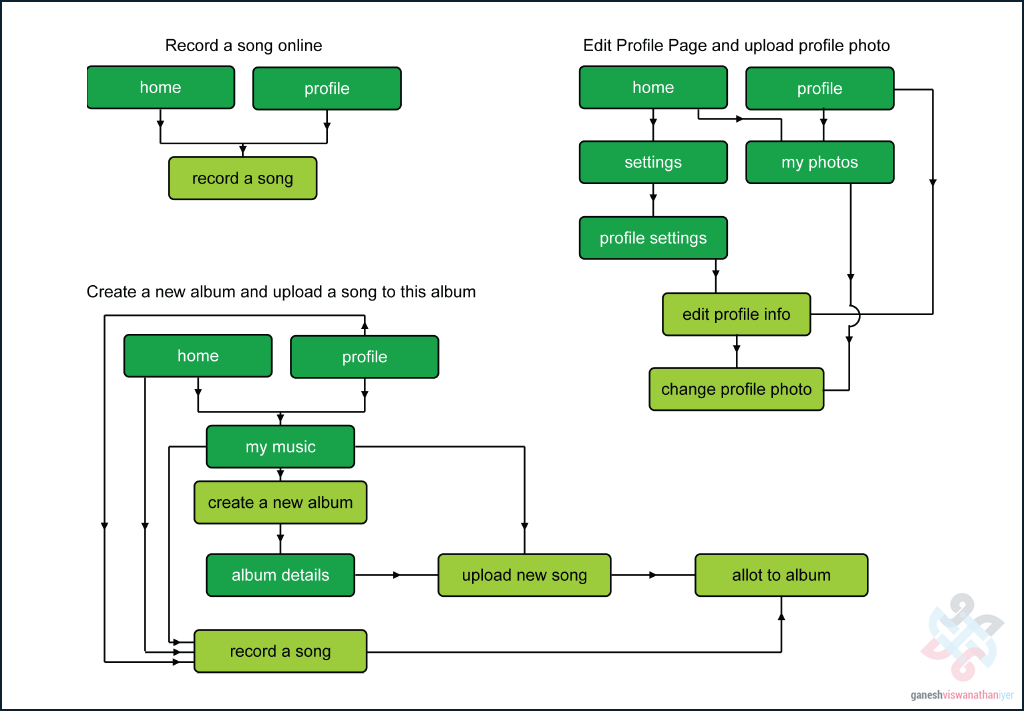 Record a song online
home
profile
record a song
Edit Profile Page and upload profile photo
home
profile
settings
my photos
profile settings
edit profile info
change profile photo
Create a new album and upload a song to this album
home
profile
my music
create a new album
album details
upload new song
allot to album
record a song
ganeshviswanathaniyer